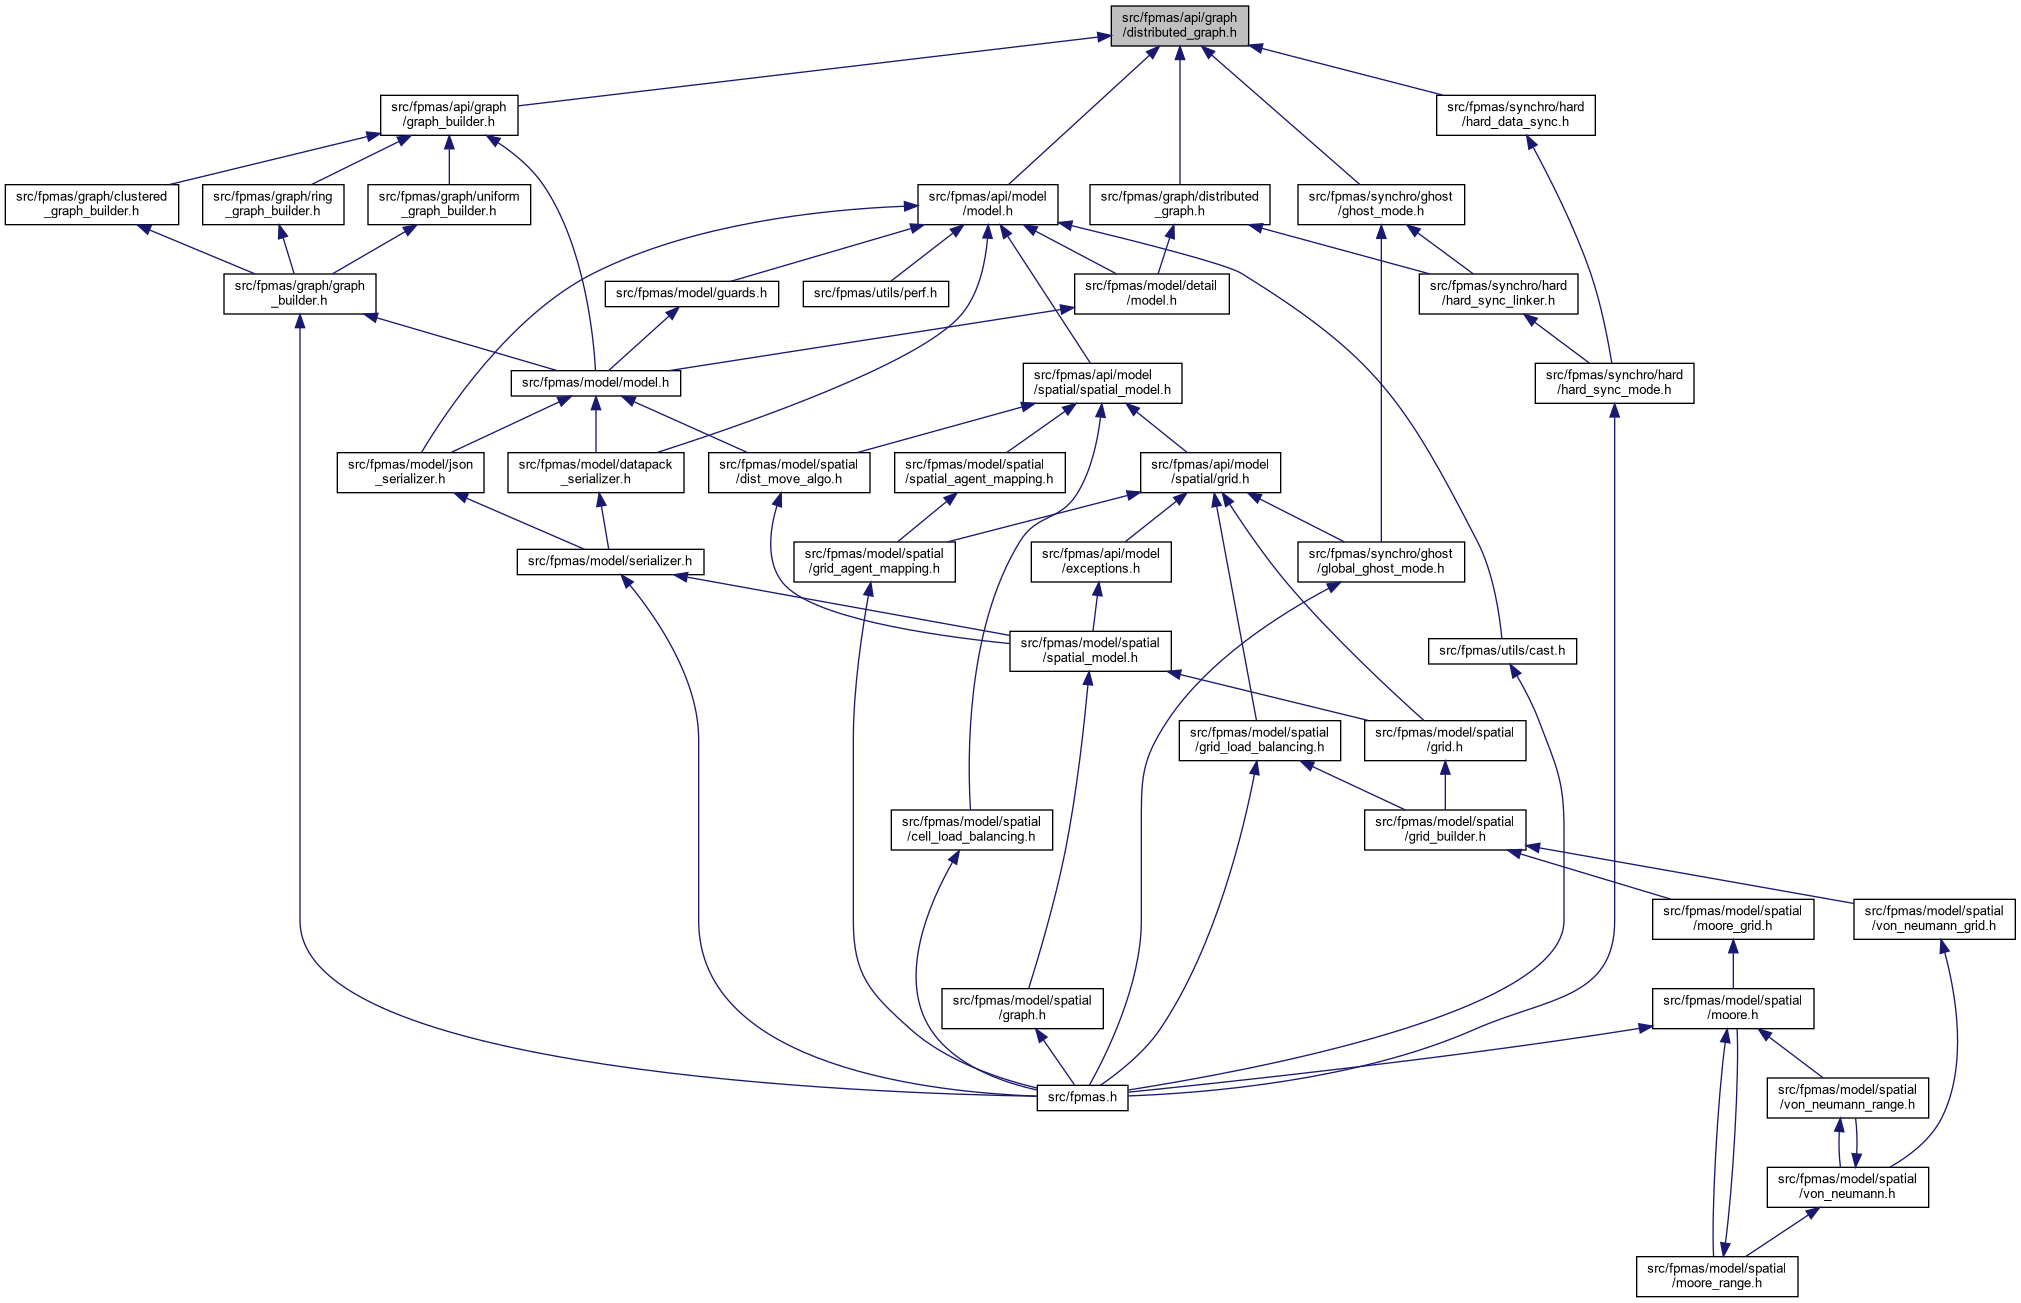 src/fpmas/api/graph
/distributed_graph.h
src/fpmas/api/graph
/graph_builder.h
src/fpmas/synchro/hard
/hard_data_sync.h
src/fpmas/graph/clustered
_graph_builder.h
src/fpmas/graph/ring
_graph_builder.h
src/fpmas/graph/uniform
_graph_builder.h
src/fpmas/api/model
/model.h
src/fpmas/graph/distributed
_graph.h
src/fpmas/synchro/ghost
/ghost_mode.h
src/fpmas/graph/graph
_builder.h
src/fpmas/model/guards.h
src/fpmas/utils/perf.h
src/fpmas/model/detail
/model.h
src/fpmas/synchro/hard
/hard_sync_linker.h
src/fpmas/model/model.h
src/fpmas/api/model
/spatial/spatial_model.h
src/fpmas/synchro/hard
/hard_sync_mode.h
src/fpmas/model/json
_serializer.h
src/fpmas/model/datapack
_serializer.h
src/fpmas/model/spatial
/dist_move_algo.h
src/fpmas/model/spatial
/spatial_agent_mapping.h
src/fpmas/api/model
/spatial/grid.h
src/fpmas/model/serializer.h
src/fpmas/model/spatial
/grid_agent_mapping.h
src/fpmas/api/model
/exceptions.h
src/fpmas/synchro/ghost
/global_ghost_mode.h
src/fpmas/model/spatial
/spatial_model.h
src/fpmas/utils/cast.h
src/fpmas/model/spatial
/grid_load_balancing.h
src/fpmas/model/spatial
/grid.h
src/fpmas/model/spatial
/cell_load_balancing.h
src/fpmas/model/spatial
/grid_builder.h
src/fpmas/model/spatial
/moore_grid.h
src/fpmas/model/spatial
/von_neumann_grid.h
src/fpmas/model/spatial
/graph.h
src/fpmas/model/spatial
/moore.h
src/fpmas.h
src/fpmas/model/spatial
/von_neumann_range.h
src/fpmas/model/spatial
/von_neumann.h
src/fpmas/model/spatial
/moore_range.h